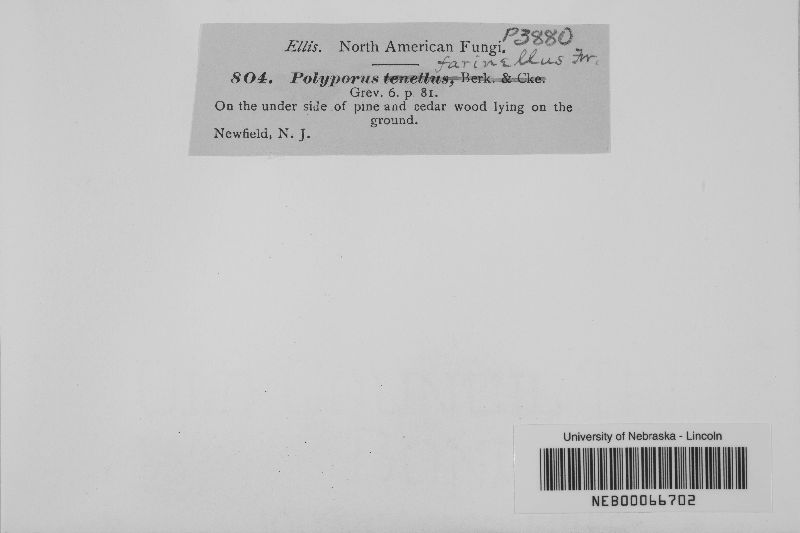 P3880
Ellis. North American Fungi.
farinellus Fr.
804. Polyporus tenellus, Berk. & Cke.
Grev. 6. p 81.
On the under side of pine and cedar wood lying on the
ground.
Newfield, N. J.
University of Nebraska - Lincoln
NEB00066702